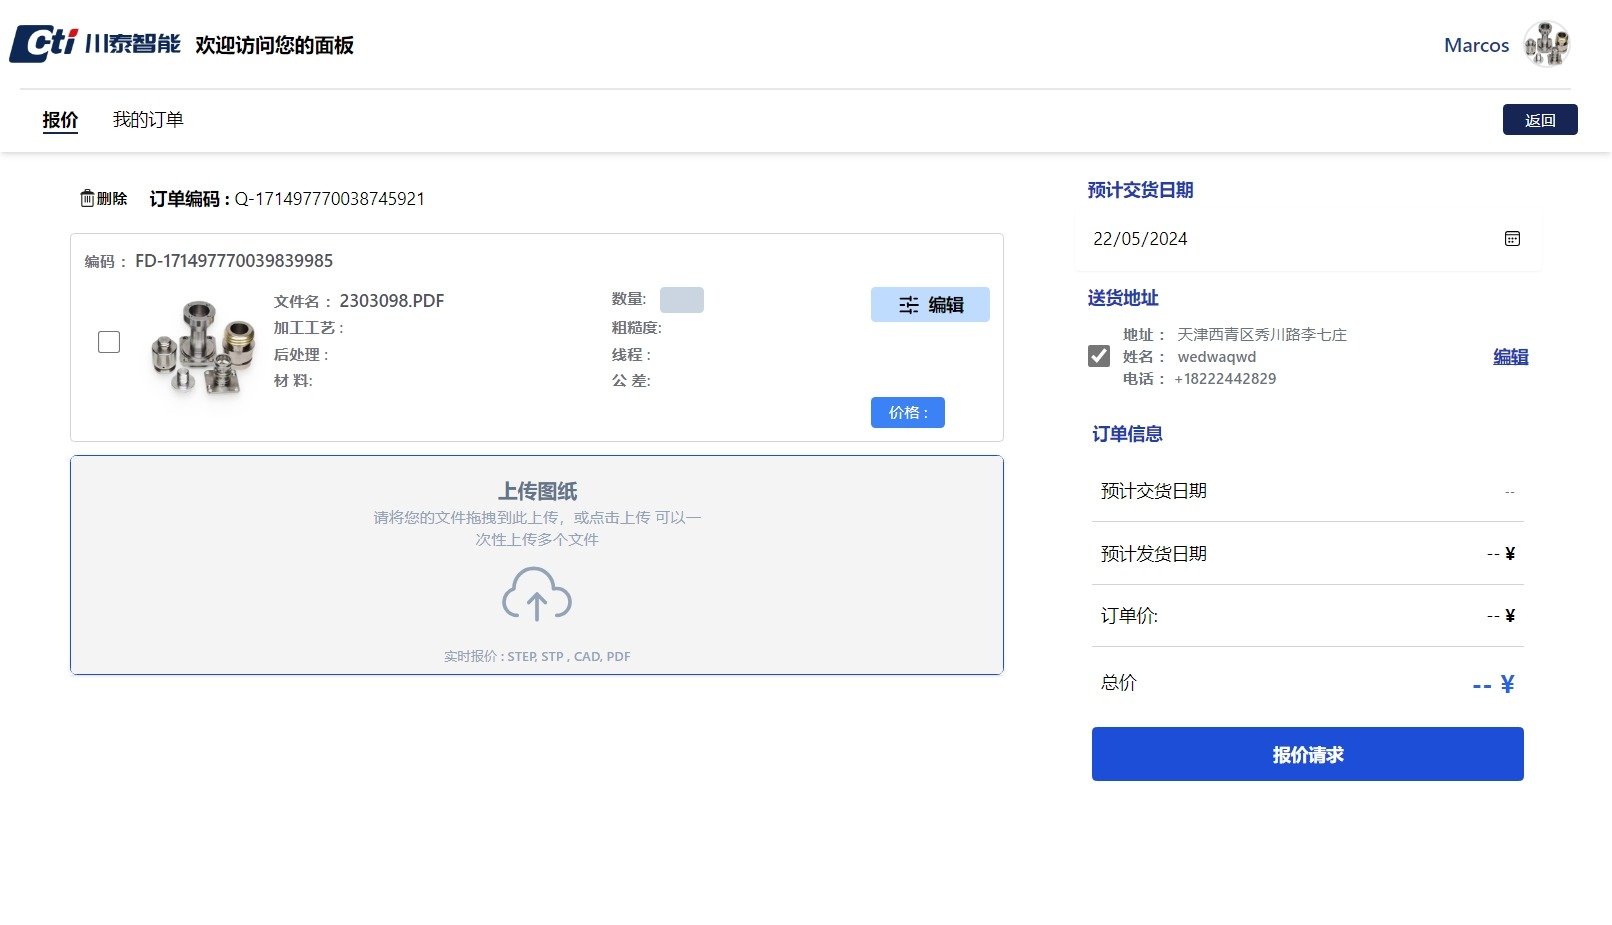 Cti 川泰智能 欢迎访问您的面板
Marcos
报价 我的订单
返回
删除 订单编码 : Q-171497770038745921
编码 : FD-171497770039839985
文件名 : 2303098.PDF
加工工艺 :
后处理 :
材 料:
数量:
粗糙度:
线程 :
公 差:
编辑
价格 :
上传图纸
请将您的文件拖拽到此上传，或点击上传 可以一
次性上传多个文件
实时报价 : STEP, STP , CAD, PDF
预计交货日期
22/05/2024
送货地址
地址 : 天津西青区秀川路李七庄
姓名 : wedwaqwd
电话 : +18222442829
编辑
订单信息
预计交货日期 --
预计发货日期 -- ¥
订单价: -- ¥
总价 -- ¥
报价请求